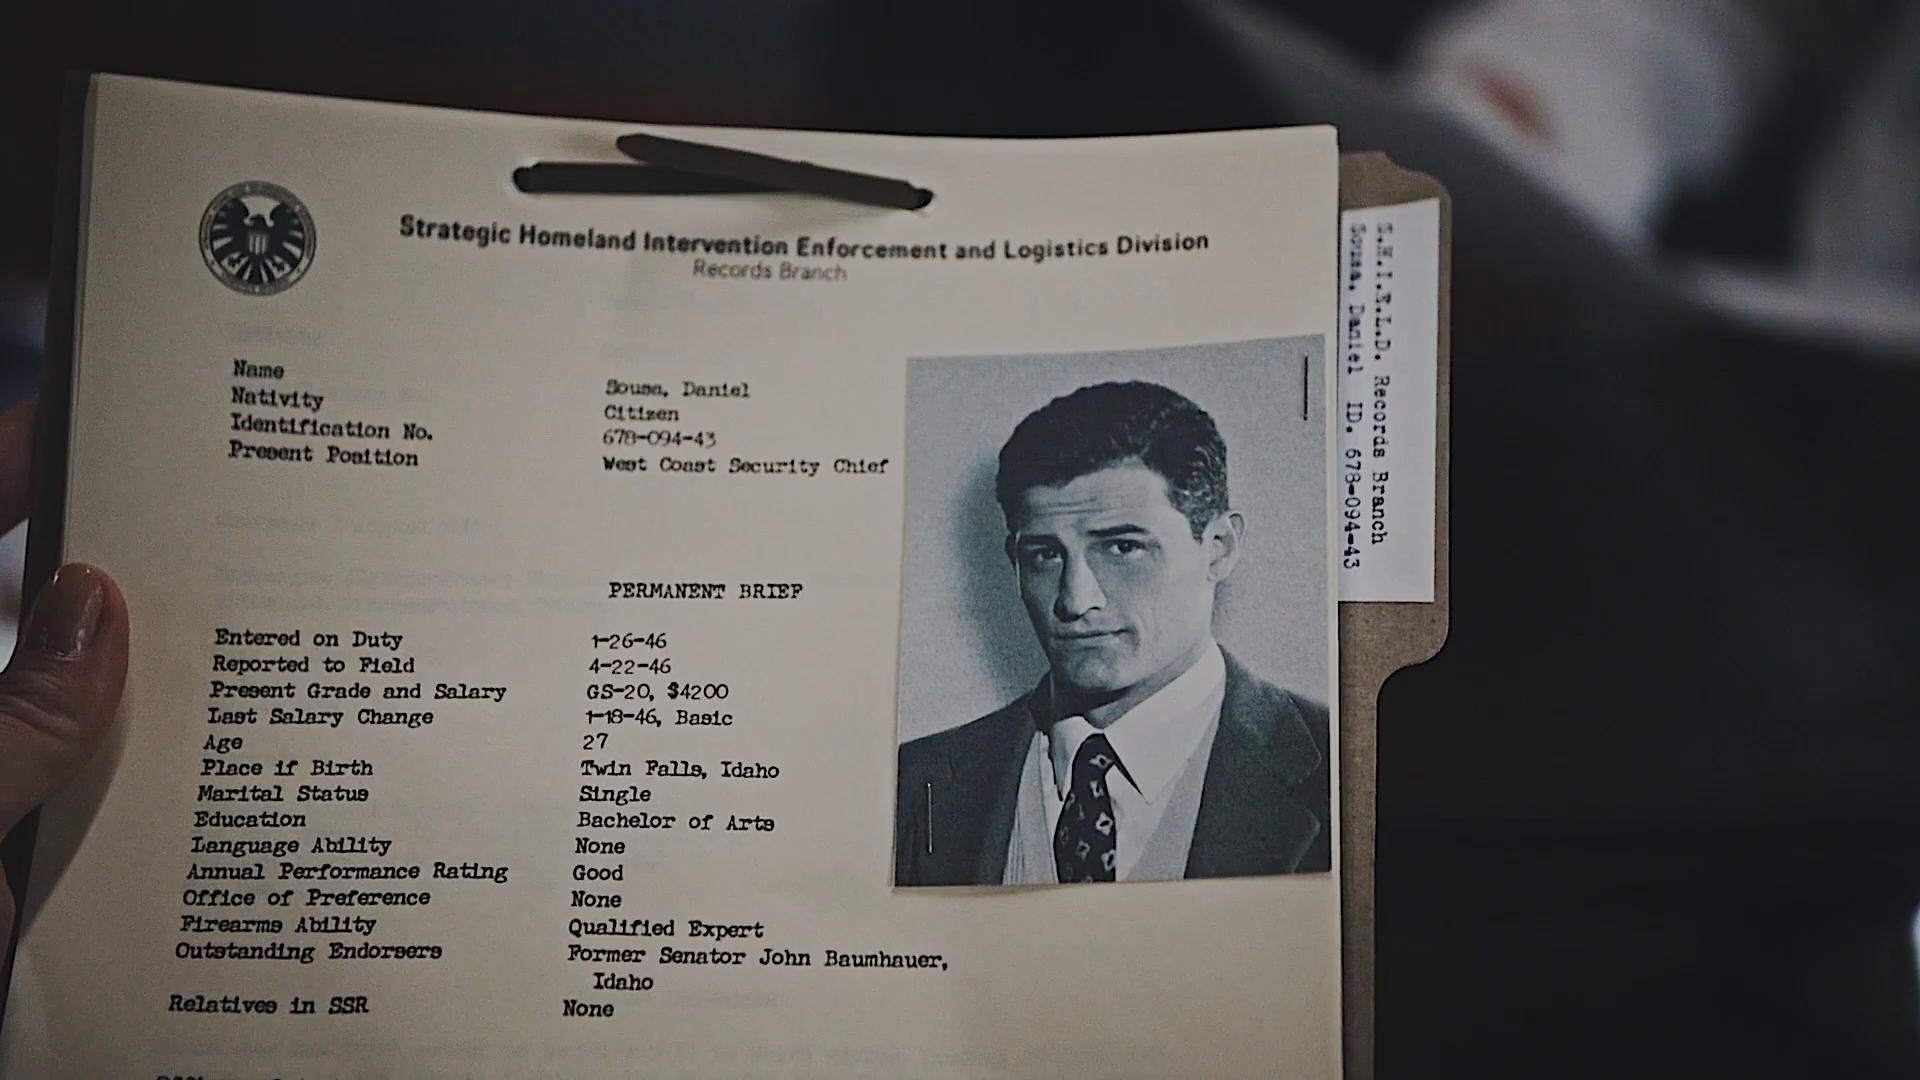 Strategic Homeland Intervention Enforcement and Logistics Division
Records Branch
Name Sousa, Daniel
Nativity Citizen
Identification No. 678-094-43
Present Position West Coast Security Chief
PERMANENT BRIEF
Entered on Duty 1-26-46
Reported to Field 4-22-46
Present Grade and Salary GS-20, $4200
Last Salary Change 1-18-46, Basic
Age 27
Place if Birth Twin Falls, Idaho
Marital Status Single
Education Bachelor of Arts
Language Ability None
Annual Performance Rating Good
Office of Preference None
Firearms Ability Qualified Expert
Outstanding Endorsers Former Senator John Baumhauer,
Idaho
Relatives in SSR None
S.H.I.E.L.D. Records Branch
Sousa, Daniel ID. 678-094-43